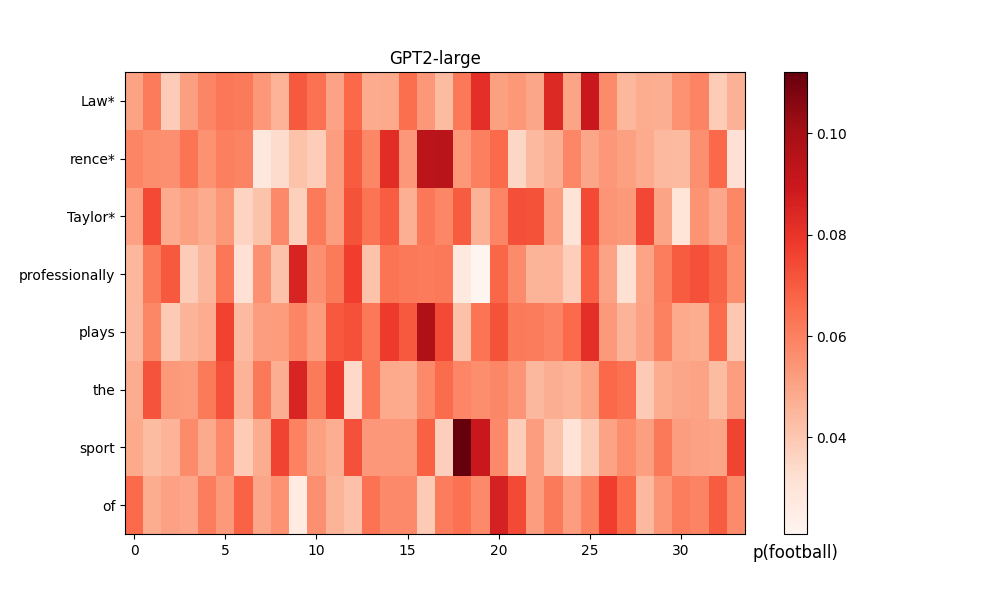 GPT2-large
Law*
rence*
Taylor*
professionally
plays
the
sport
of
0 5 10 15 20 25 30
0.10
0.08
0.06
0.04
p(football)